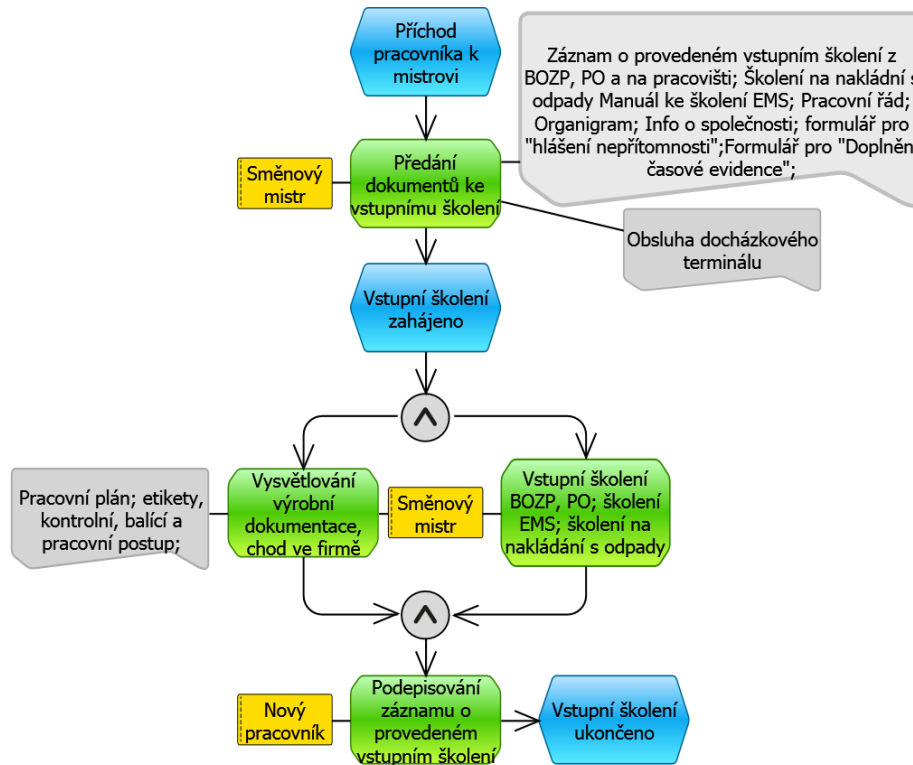 Příchod
pracovníka k
mistrovi
Záznam o provedeném vstupním školení z
BOZP, PO a na pracovišti; Školení na nakládní s
odpady Manuál ke školení EMS; Pracovní řád;
Organigram; Info o společnosti; formulář pro
"hlášení nepřítomnosti";Formulář pro "Doplněn
časové evidence";
Směnový
mistr
Předání
dokumentů ke
vstupnímu školení
Obsluha docházkového
terminálu
Vstupní školení
zahájeno
Pracovní plán; etikety,
kontrolní, balící a
pracovní postup;
Vysvětlování
výrobní
dokumentace,
chod ve firmě
Směnový
mistr
Vstupní školení
BOZP, PO; školení
EMS; školení na
nakládání s odpady
Nový
pracovník
Podepisování
záznamu o
provedeném
vstupním školení
Vstupní školení
ukončeno